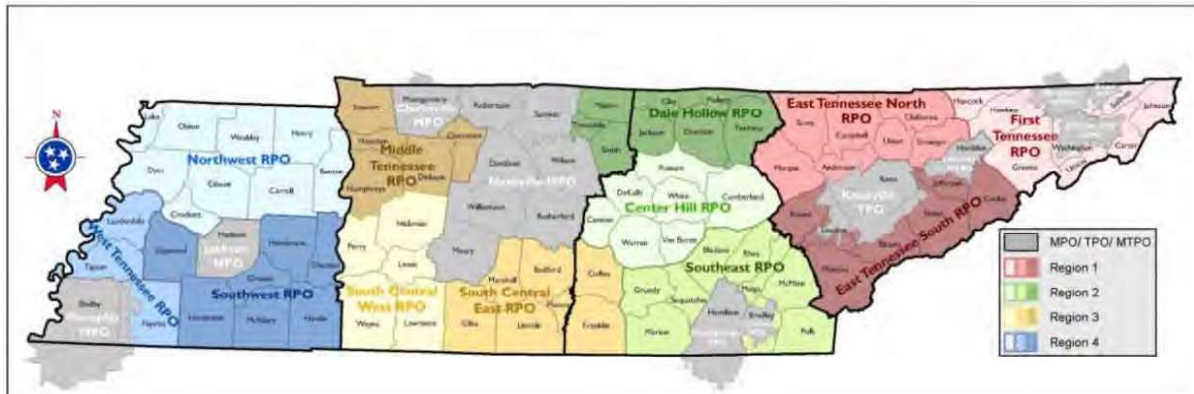 N
Lake
Obion
Weakley
Henry
Northwest RPO
Dyer
Gibson
Carroll
Benton
Crockett
Lauderdale
Tipton
West Tennessee RPO
Madison
Jackson
MPO
Henderson
Decatur
Chester
Southwest RPO
Shelby
Memphis
MPO
Fayette
Hardeman
McNairy
Hardin
Stewart
Montgomery
Clarksville
MPO
Robertson
Sumner
Houston
Middle
Tennessee
RPO
Cheatham
Dickson
Humphreys
Davidson
Wilson
Nashville MPO
Williamson
Rutherford
Maury
Hickman
Perry
Lewis
South Central
West RPO
Wayne
Lawrence
Marshall
Bedford
South Central
East RPO
Moore
Giles
Lincoln
Coffee
Franklin
Macon
Trousdale
Smith
Clay
Pickett
Dale Hollow RPO
Jackson
Overton
Fentress
Putnam
DeKalb
White
Cumberland
Center Hill RPO
Cannon
Warren
Van Buren
Bledsoe
Rhea
Southeast RPO
Meigs
McMinn
Grundy
Sequatchie
Hamilton
Bradley
Marion
Polk
East Tennessee North
RPO
Scott
Campbell
Claiborne
Union
Grainger
Morgan
Anderson
Hancock
Hawkins
First
Tennessee
RPO
Sullivan
Johnson
Washington
Carter
Unicoi
Greene
Hamblen
Knox
Knoxville
TPO
Jefferson
Cocke
Sevier
Roane
Loudon
Blount
Monroe
East Tennessee South RPO
MPO/ TPO/ MTPO
Region 1
Region 2
Region 3
Region 4